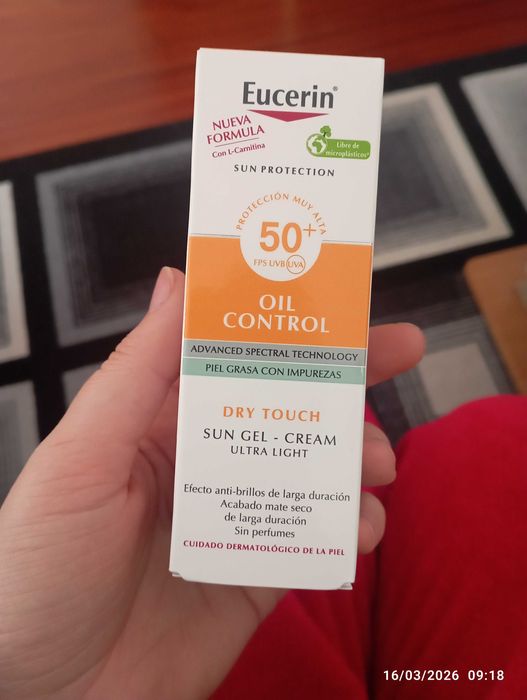 Eucerin®
NUEVA
FORMULA
Con L-Carnitina
Libre de
microplásticos*
SUN PROTECTION
PROTECCIÓN MUY ALTA
50+
FPS UVB UVA
OIL
CONTROL
ADVANCED SPECTRAL TECHNOLOGY
PIEL GRASA CON IMPUREZAS
DRY TOUCH
SUN GEL - CREAM
ULTRA LIGHT
Efecto anti-brillos de larga duración
Acabado mate seco
de larga duración
Sin perfumes
CUIDADO DERMATOLÓGICO DE LA PIEL
16/03/2026 09:18